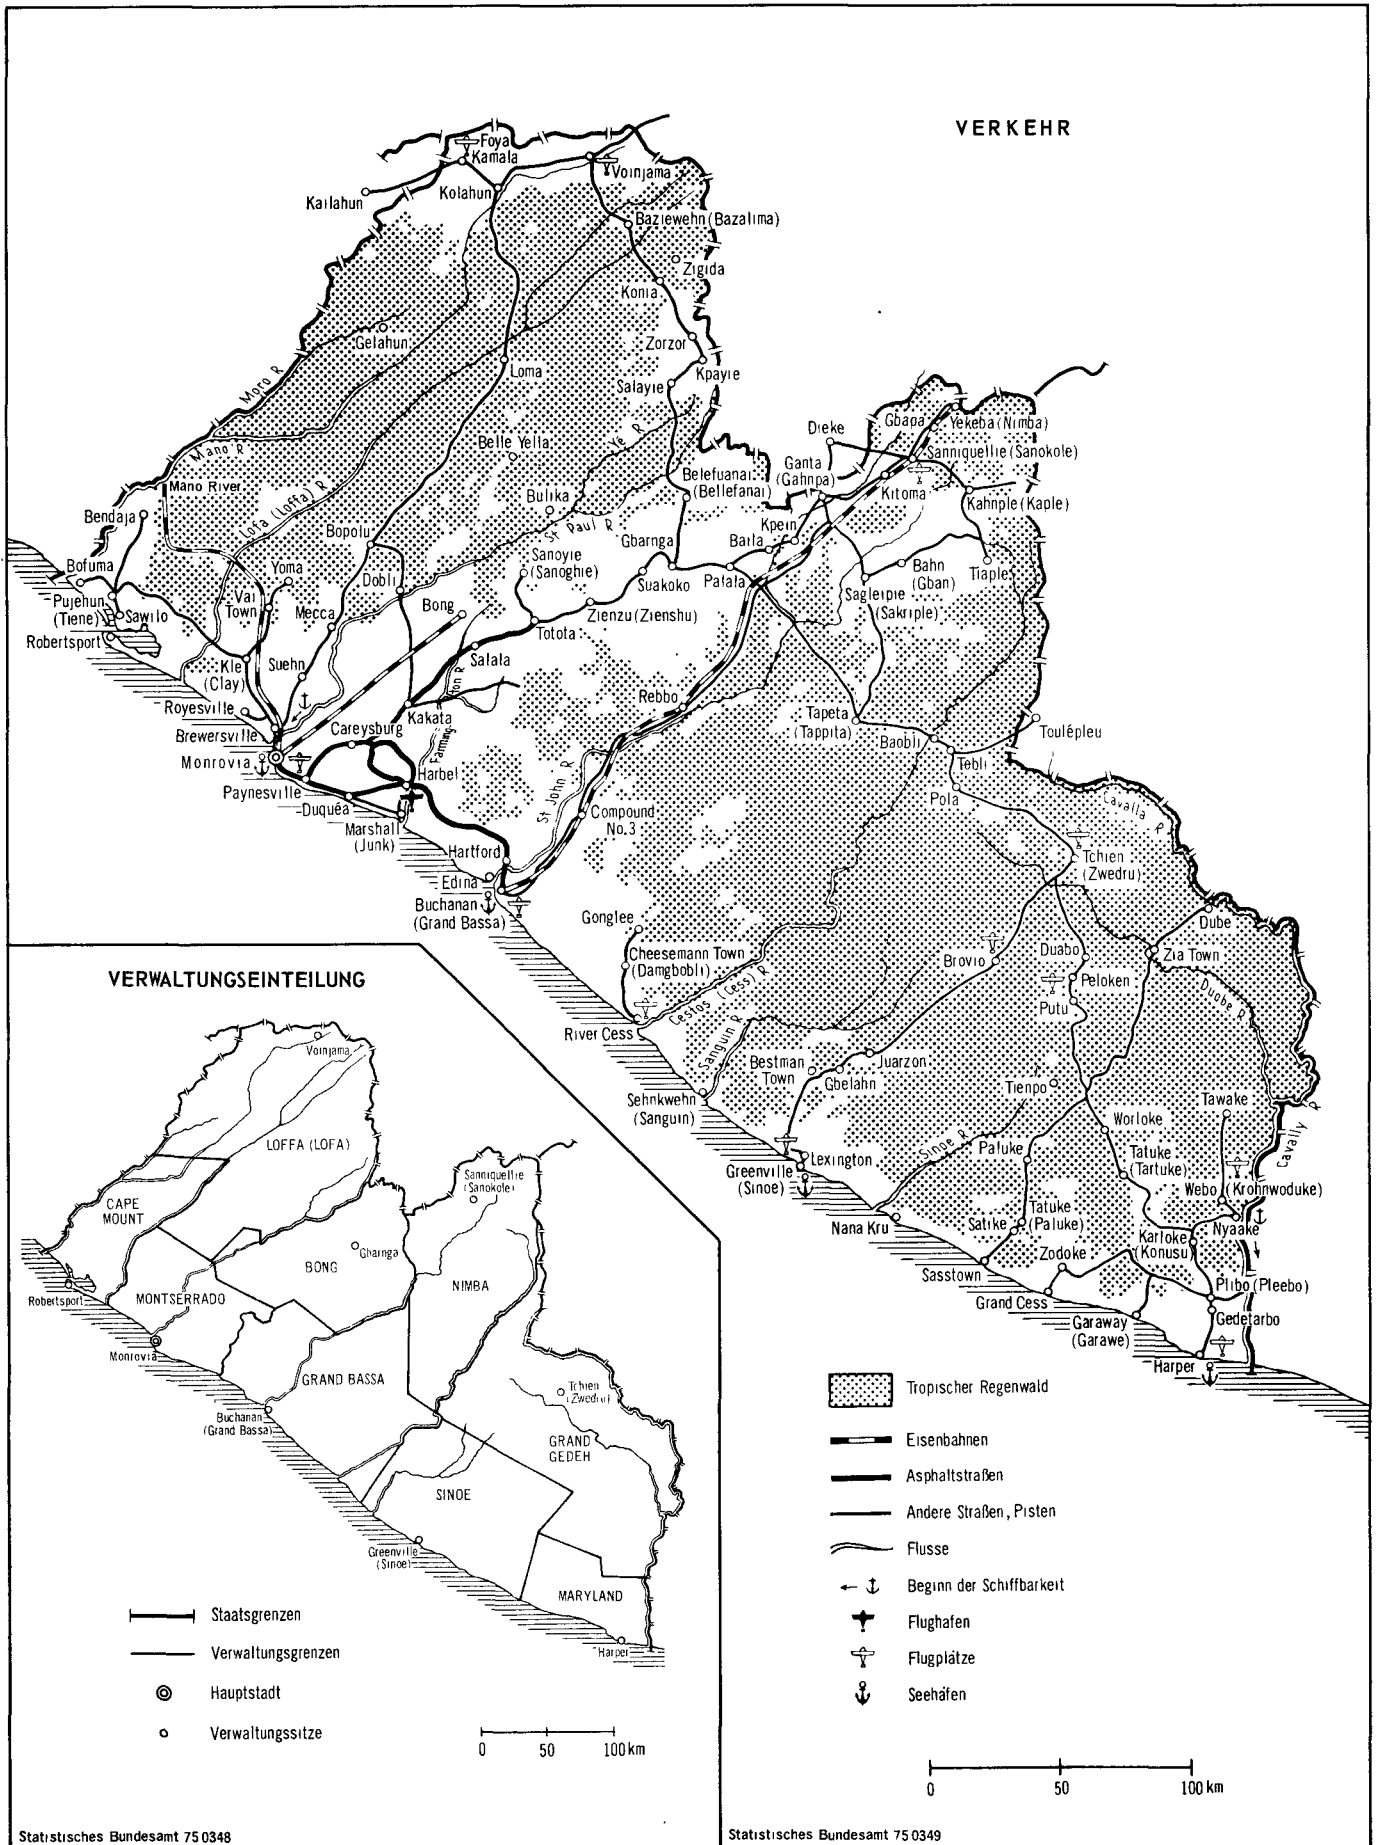 VERKEHR
Foya
Kamala
Voinjama
Kailahun
Kolahun
Baziewehn (Bazalima)
Zigida
Konia
Gelahun
Zorzor
Kpayie
Loma
Salayie
Moro R
Mano R
Belle Yella
Ye R
Dieke
Gbapa
Yekeba (Nimba)
Sanniquellie (Sanokole)
Ganta
(Gahnpa)
Kitoma
Kahnple (Kaple)
Belefuanai
(Bellefanai)
Mano River
Lofa (Loffa) R
Bendaja
Bulika
St Paul R
Bopolu
Kpein
Gbarnga
Baila
Bofuma
Yoma
Sanoyie
(Sanoghie)
Dobli
Suakoko
Palala
Bahn
(Gban)
Tiaple
Pujehun
(Tiene)
Sawilo
Vai
Town
Mecca
Bong
Zienzu (Zienshu)
Sagleipie
(Sakriple)
Robertsport
Totota
Kle
(Clay)
Suehn
Salala
Royesville
Rebbo
Kakata
Careysburg
Brewersville
Monrovia
Farmington R
Tapeta
(Tappita)
Baobli
Toulépleu
Tobli
Harbel
Paynesville
Duquéa
Pola
Cavalla R
St John R
Compound
No.3
Marshall
(Junk)
Hartford
Edina
Buchanan
(Grand Bassa)
Tchien
(Zwedru)
Gonglee
Dube
Cheesemann Town
(Damgbobli)
Brovio
Duabo
Zia Town
Peloken
Putu
Duobe R
River Cess
Cestos (Cess) R
Sanguin R
Bestman
Town
Juarzon
Gbelahn
Tienpo
Sehnkwehn
(Sanguin)
Tawake
Worloke
Cavally R
Sinoe R
Paluke
Tatuke
(Tartuke)
Lexington
Greenville
(Sinoe)
Webo (Krohnwoduke)
Nana Kru
Satike
Tatuke
(Paluke)
Nyaake
Karloke
(Konusu)
Zodoke
Sasstown
Plibo (Pleebo)
Grand Cess
Gedetarbo
Garaway
(Garawe)
Harper
Tropischer Regenwald
Eisenbahnen
Asphaltstraßen
Andere Straßen, Pisten
Flusse
Beginn der Schiffbarkeit
Flughafen
Flugplätze
Seehäfen
0 50 100 km
Statistisches Bundesamt 75 0349
VERWALTUNGSEINTEILUNG
Voinjama
LOFFA (LOFA)
Sanniquellie
(Sanokole)
CAPE
MOUNT
Gbarnga
BONG
NIMBA
Robertsport
MONTSERRADO
Monrovia
GRAND BASSA
Tchien
(Zwedru)
Buchanan
(Grand Bassa)
GRAND
GEDEH
SINOE
Greenville
(Sinoe)
MARYLAND
Harper
Staatsgrenzen
Verwaltungsgrenzen
Hauptstadt
Verwaltungssitze
0 50 100 km
Statistisches Bundesamt 75 0348